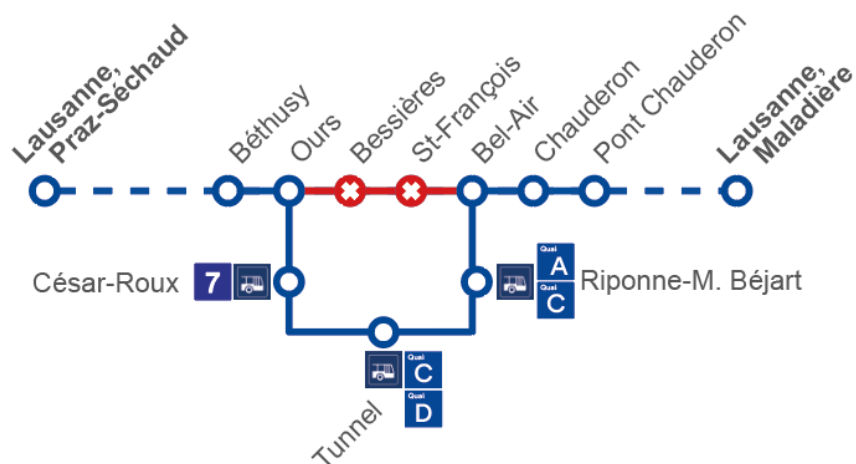 Lausanne,
Praz-Séchaud
Béthusy
Ours
Bessières
St-François
Bel-Air
Chauderon
Pont Chauderon
Lausanne,
Maladière
César-Roux 7
Quai
A
Quai
C
Riponne-M. Béjart
Tunnel
Quai
C
Quai
D